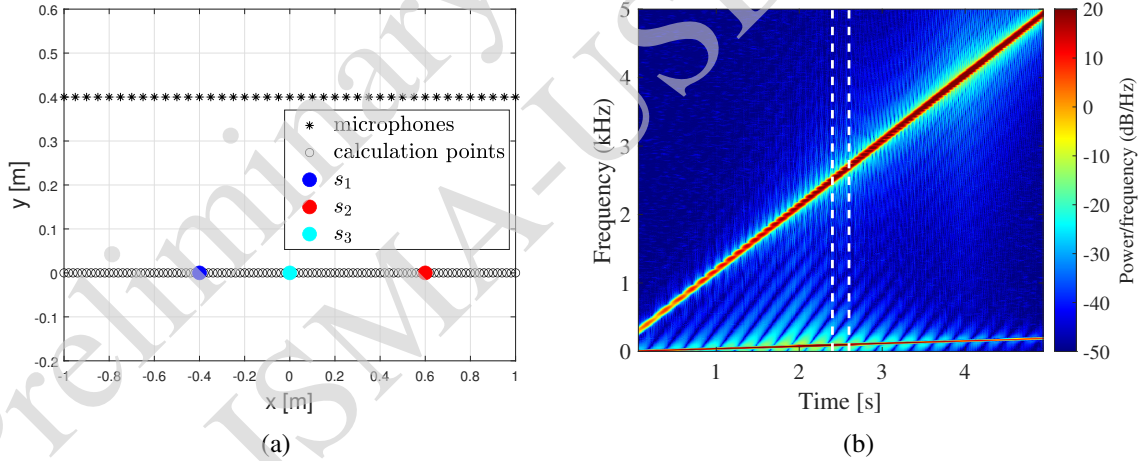 0.6
0.5
0.4
0.3
0.2
0.1
0
-0.1
-0.2
y [m]
-1 -0.8 -0.6 -0.4 -0.2 0 0.2 0.4 0.6 0.8 1
x [m]
microphones
calculation points
s₁
s₂
s₃
(a)
5
4
3
2
1
0
Frequency (kHz)
1 2 3 4
Time [s]
20
10
0
-10
-20
-30
-40
-50
Power/frequency (dB/Hz)
(b)
Preliminary
ISMA-US